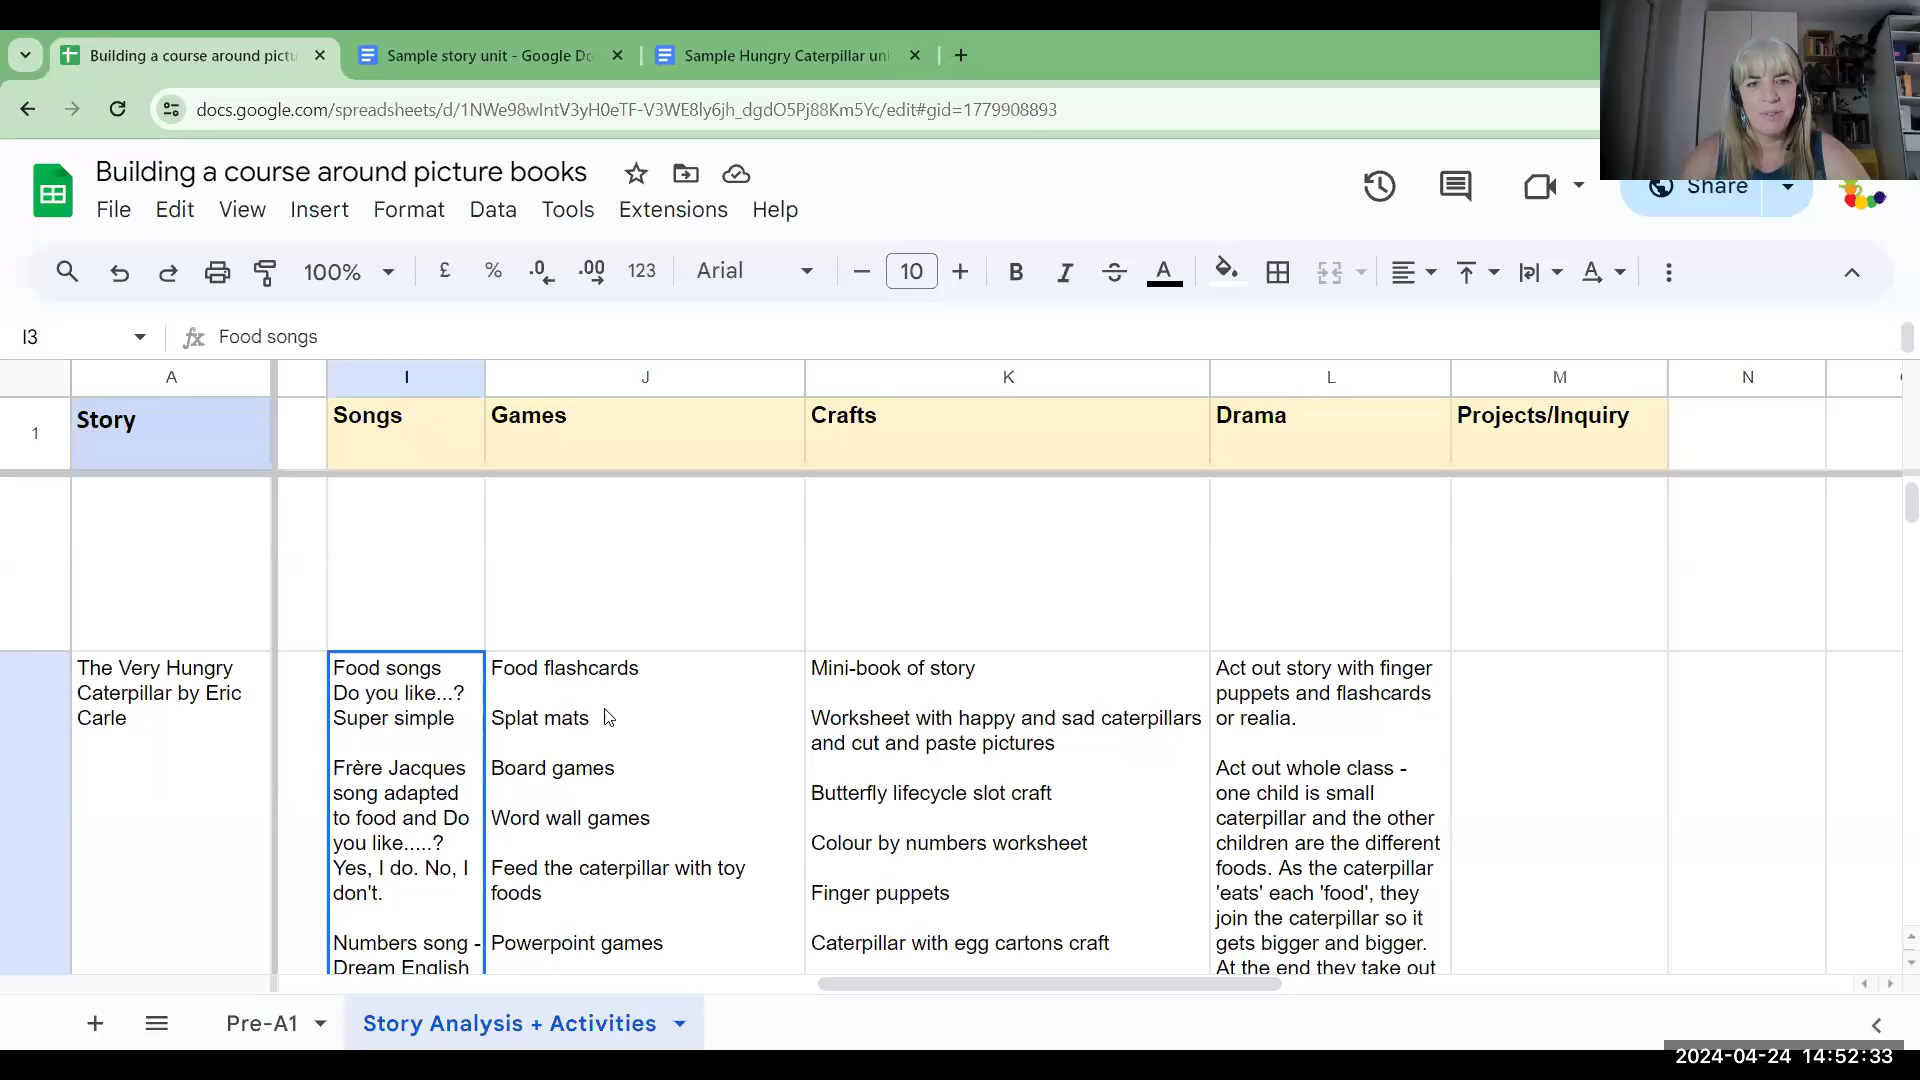 Building a course around pictu
Sample story unit - Google Do
Sample Hungry Caterpillar uni
docs.google.com/spreadsheets/d/1NWe98wIntV3yH0eTF-V3WE8ly6jh_dgdO5Pj88Km5Yc/edit#gid=1779908893
Building a course around picture books
File Edit View Insert Format Data Tools Extensions Help
Share
100% £ % .0 .00 123 Arial 10 B I S A
I3 fx Food songs
A I J K L M N
1 Story Songs Games Crafts Drama Projects/Inquiry
The Very Hungry
Caterpillar by Eric
Carle
Food songs
Do you like...?
Super simple
Frère Jacques
song adapted
to food and Do
you like.....?
Yes, I do. No, I
don't.
Numbers song -
Dream English
Food flashcards
Splat mats
Board games
Word wall games
Feed the caterpillar with toy
foods
Powerpoint games
Mini-book of story
Worksheet with happy and sad caterpillars
and cut and paste pictures
Butterfly lifecycle slot craft
Colour by numbers worksheet
Finger puppets
Caterpillar with egg cartons craft
Act out story with finger
puppets and flashcards
or realia.
Act out whole class -
one child is small
caterpillar and the other
children are the different
foods. As the caterpillar
'eats' each 'food', they
join the caterpillar so it
gets bigger and bigger.
At the end they take out
Pre-A1 Story Analysis + Activities
2024-04-24 14:52:33